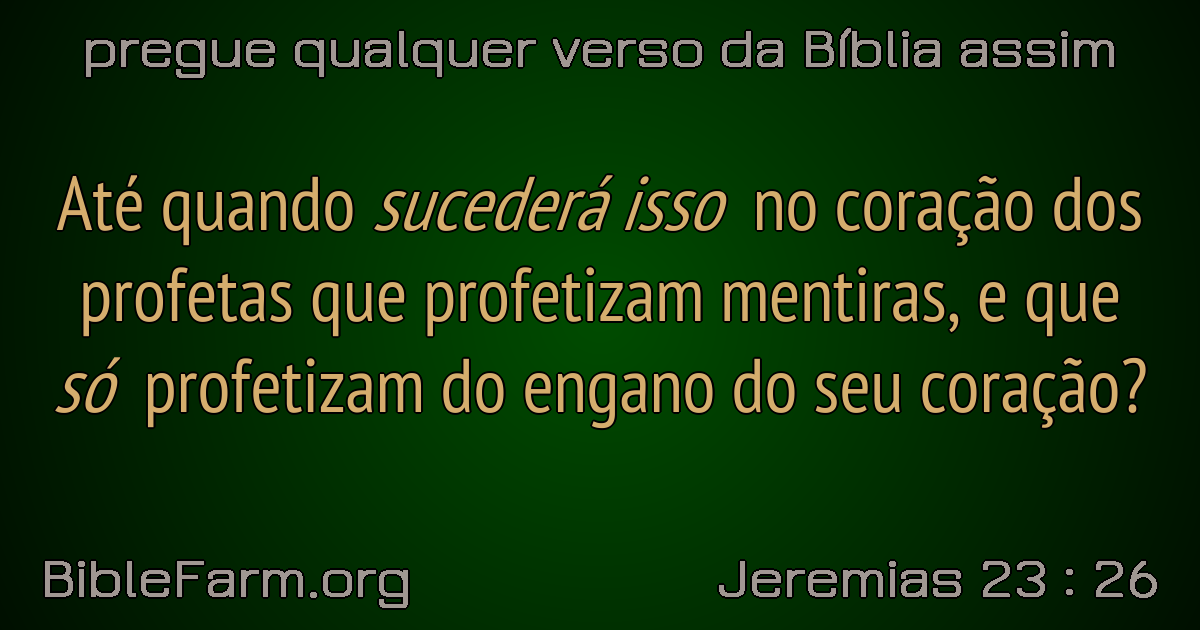 pregue qualquer verso da Bíblia assim
Até quando sucederá isso no coração dos
profetas que profetizam mentiras, e que
só profetizam do engano do seu coração?
BibleFarm.org
Jeremias 23 : 26